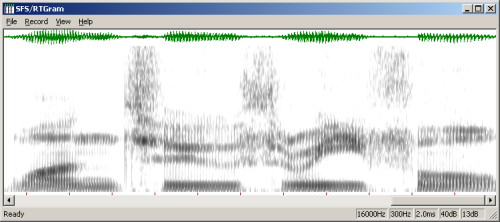 SFS/RTGram
File Record View Help
Ready 16000Hz 300Hz 2.0ms 40dB 13dB